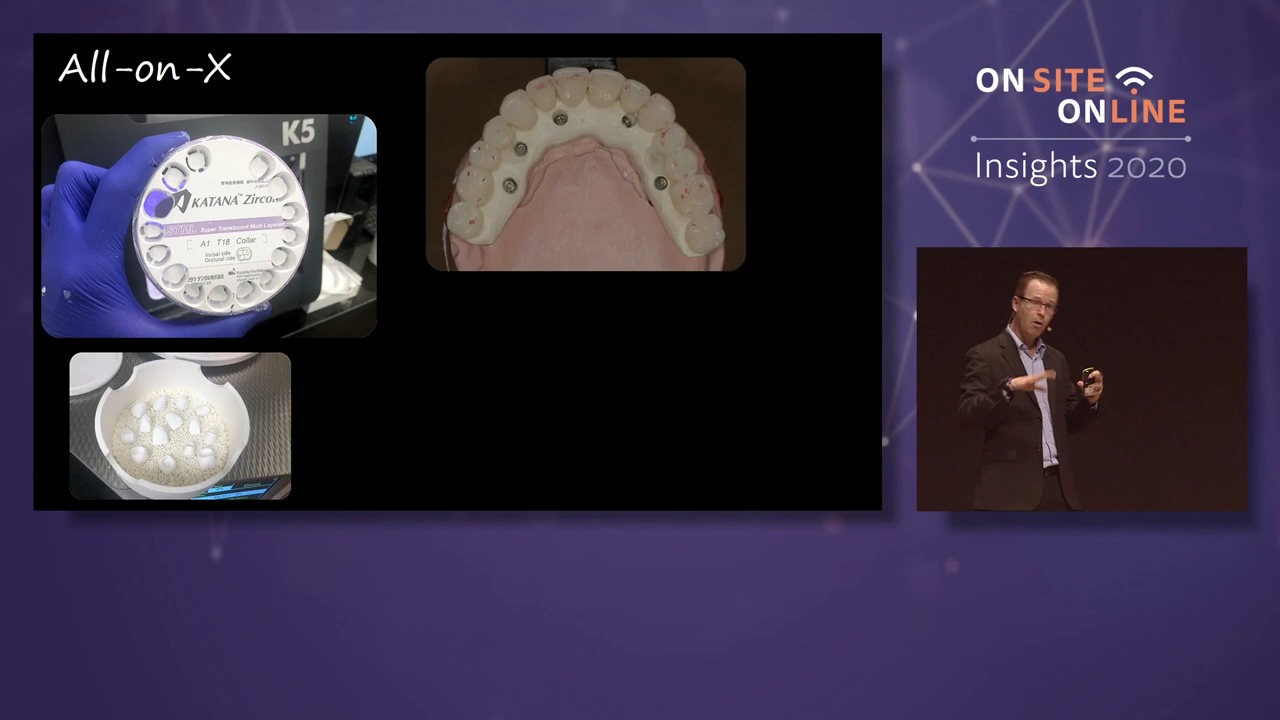 All-on-X
K5
KATANA™ Zircon
STML Super Translucent Multi Layered
A1 T18 Collar
Incisal side
Occlusal side
ON SITE
ONLINE
Insights 2020